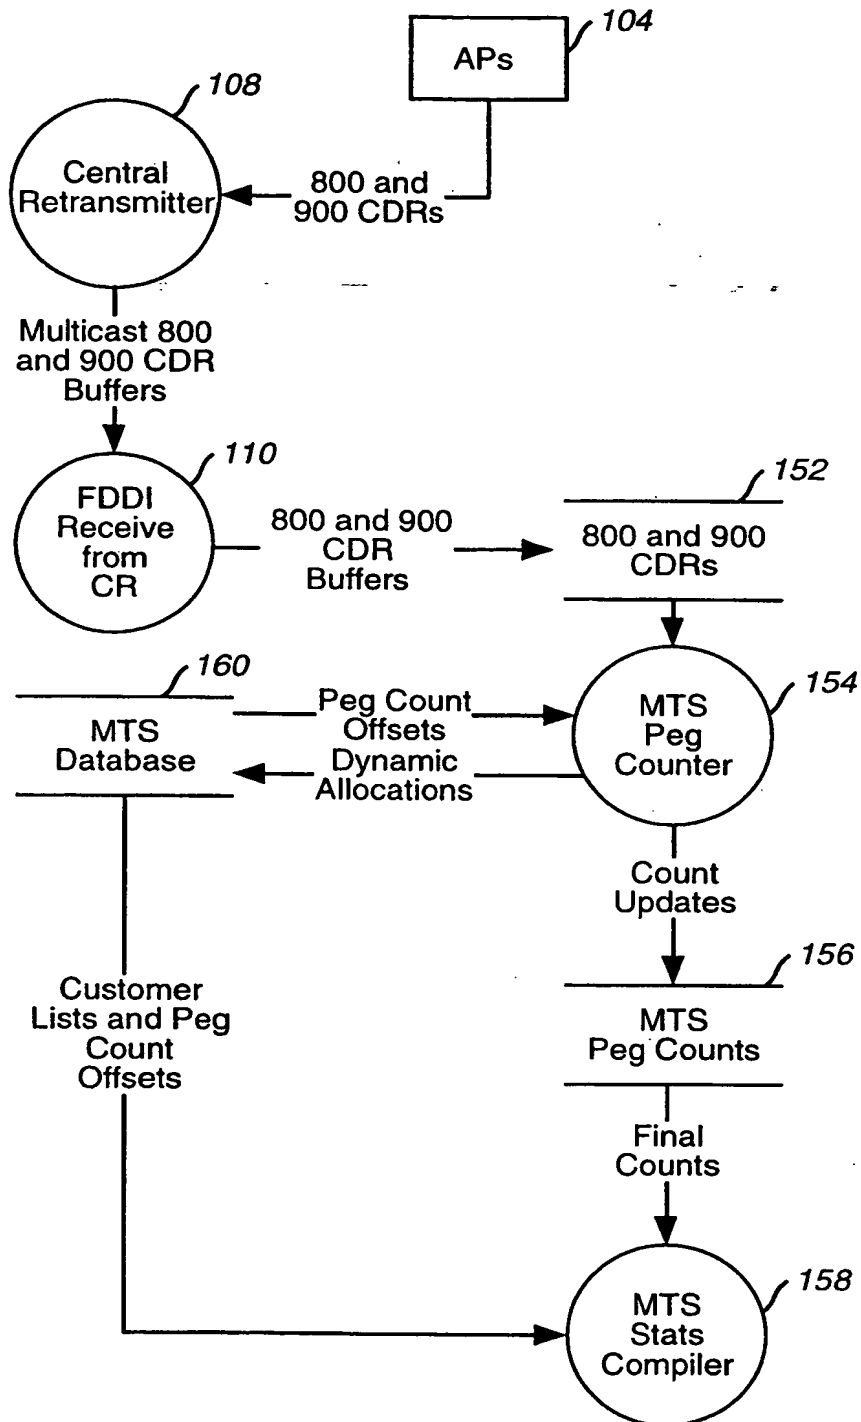 104
APs
108
Central
Retransmitter
800 and
900 CDRs
Multicast 800
and 900 CDR
Buffers
110
FDDI
Receive
from
CR
800 and 900
CDR
Buffers
152
800 and 900
CDRs
160
MTS
Database
Peg Count
Offsets
Dynamic
Allocations
154
MTS
Peg
Counter
Count
Updates
156
MTS
Peg Counts
Customer
Lists and Peg
Count
Offsets
Final
Counts
158
MTS
Stats
Compiler